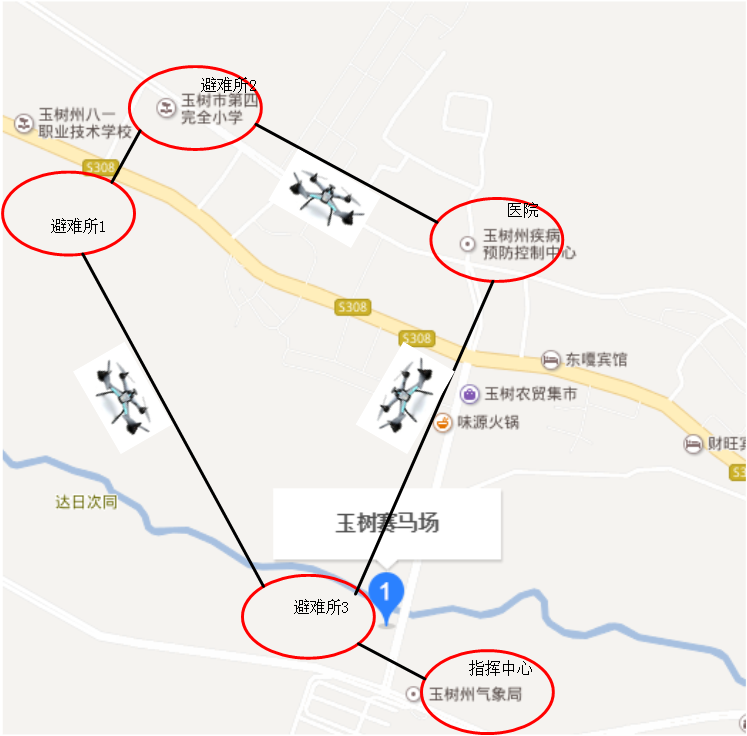 避难所2
玉树市第四
完全小学
玉树州八一
职业技术学校
S308
避难所1
医院
玉树州疾病
预防控制中心
S308
S308
东嘎宾馆
玉树农贸集市
味源火锅
财旺宾
S3
达日次同
玉树赛马场
1
避难所3
指挥中心
玉树州气象局